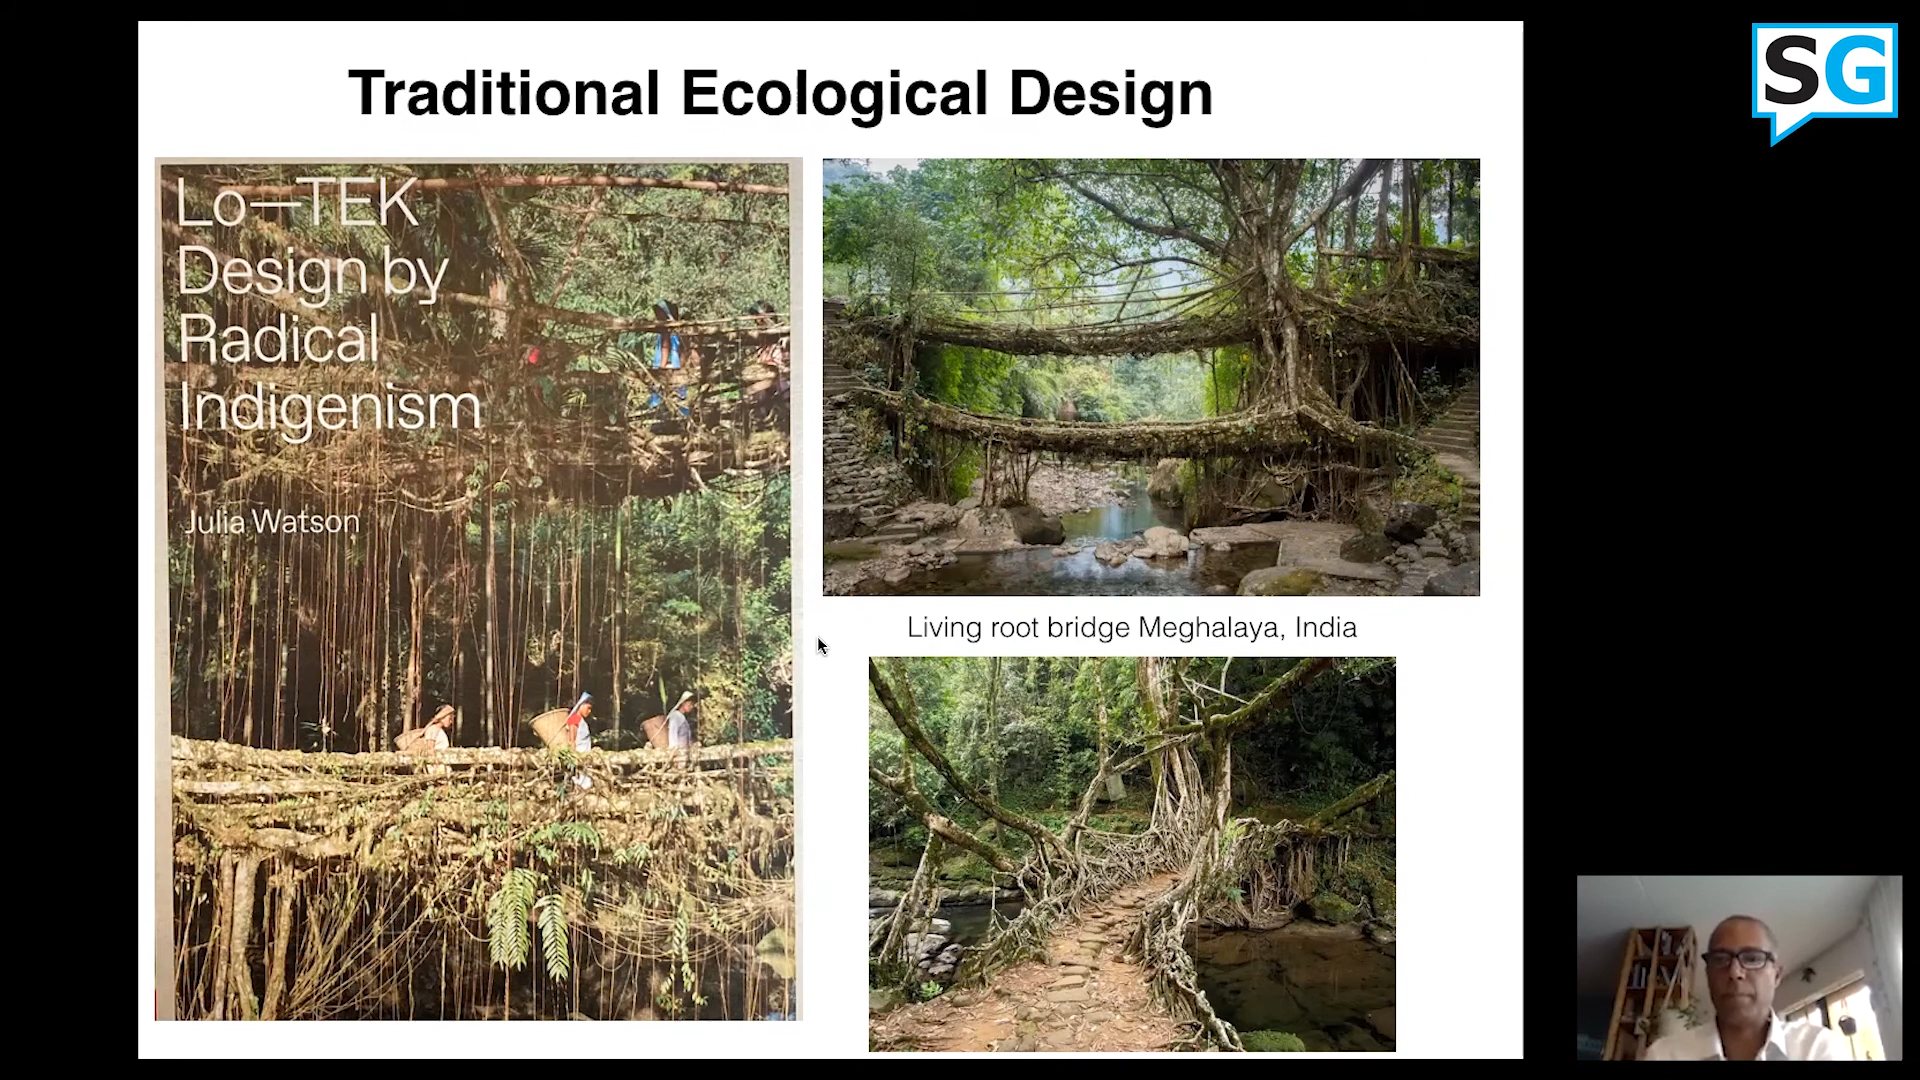 Traditional Ecological Design
Lo—TEK
Design by
Radical
Indigenism
Julia Watson
Living root bridge Meghalaya, India
SG